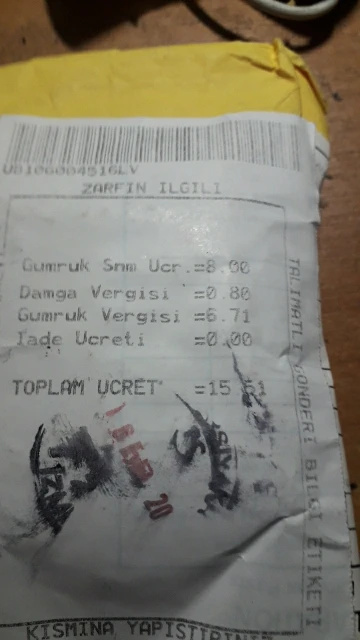 UB106004516LV
ZARFIN ILGILI
Gumruk Snm Ucr.=8.00
Damga Vergisi =0.80
Gumruk Vergisi =6.71
Iade Ucreti =0.00
TOPLAM UCRET =15.51
TALIMATLI GONDERI BILGI ETIKETI
KISMINA YAPISTIRINIZ